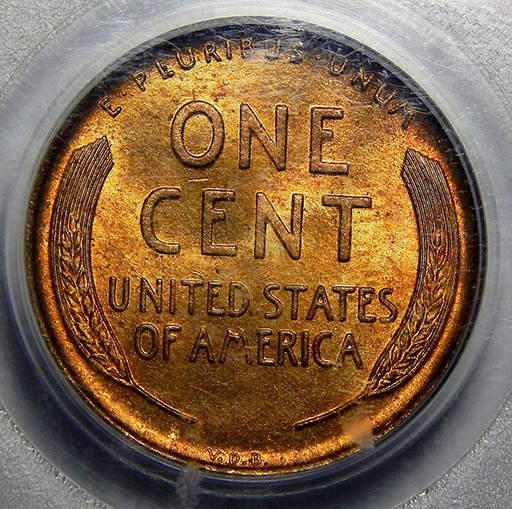 E PLURIBUS UNUM
ONE
CENT
UNITED·STATES
OF AMERICA
V.D.B.